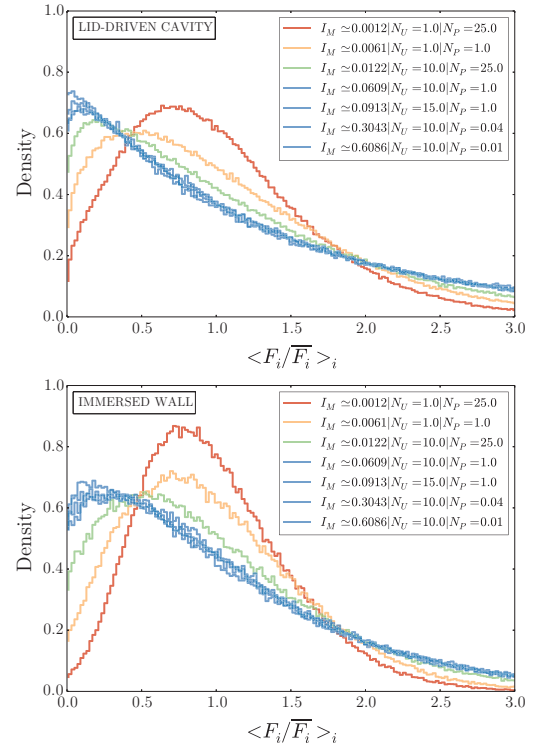 LID-DRIVEN CAVITY
I_M ≃0.0012|N_U =1.0|N_P =25.0
I_M ≃0.0061|N_U =1.0|N_P =1.0
I_M ≃0.0122|N_U =10.0|N_P =25.0
I_M ≃0.0609|N_U =10.0|N_P =1.0
I_M ≃0.0913|N_U =15.0|N_P =1.0
I_M ≃0.3043|N_U =10.0|N_P =0.04
I_M ≃0.6086|N_U =10.0|N_P =0.01
Density
1.0
0.8
0.6
0.4
0.2
0.0
0.0 0.5 1.0 1.5 2.0 2.5 3.0
<F_i/\overline{F_i}>_i
IMMERSED WALL
I_M ≃0.0012|N_U =1.0|N_P =25.0
I_M ≃0.0061|N_U =1.0|N_P =1.0
I_M ≃0.0122|N_U =10.0|N_P =25.0
I_M ≃0.0609|N_U =10.0|N_P =1.0
I_M ≃0.0913|N_U =15.0|N_P =1.0
I_M ≃0.3043|N_U =10.0|N_P =0.04
I_M ≃0.6086|N_U =10.0|N_P =0.01
Density
1.0
0.8
0.6
0.4
0.2
0.0
0.0 0.5 1.0 1.5 2.0 2.5 3.0
<F_i/\overline{F_i}>_i